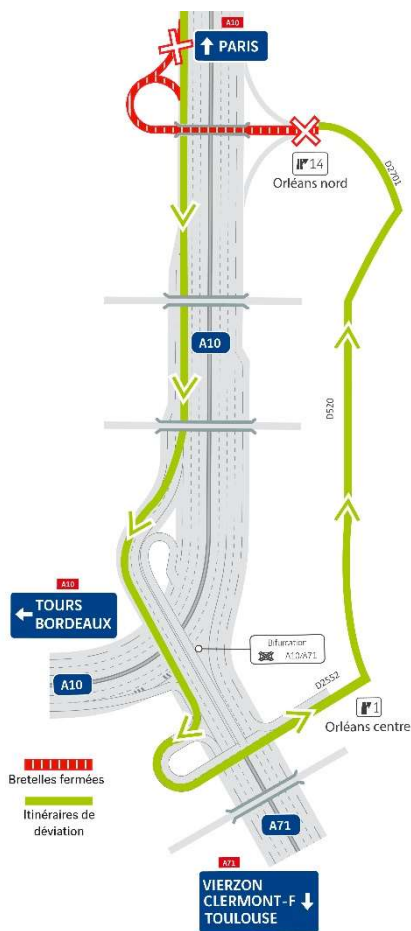 A10
PARIS
14
Orléans nord
D2701
A10
D520
A10
TOURS
BORDEAUX
Bifurcation
A10/A71
A10
D2552
1
Orléans centre
Bretelles fermées
Itinéraires de
déviation
A71
A71
VIERZON
CLERMONT-F
TOULOUSE